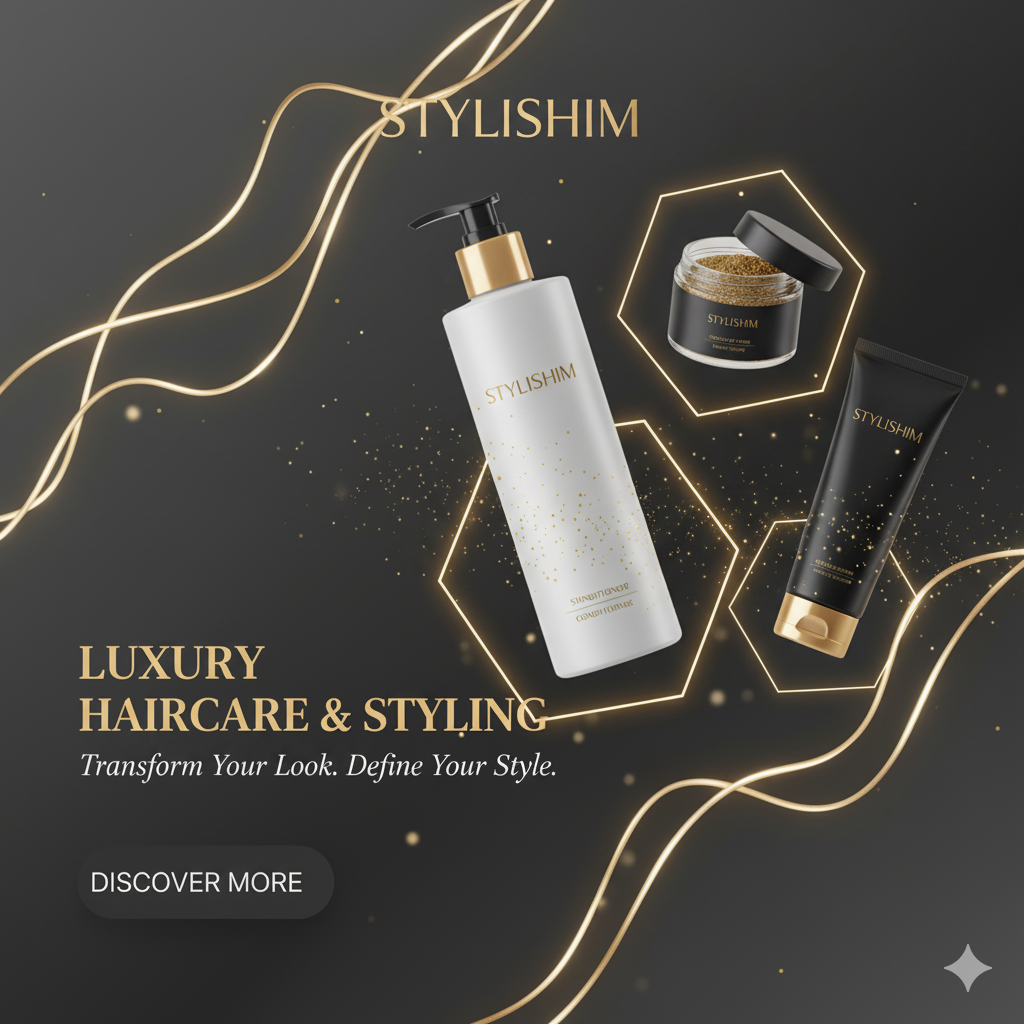 STYLISHIM
STYLISHIM
STYLISHIM
STYLISHIM
LUXURY
HAIRCARE & STYLING
Transform Your Look. Define Your Style.
DISCOVER MORE